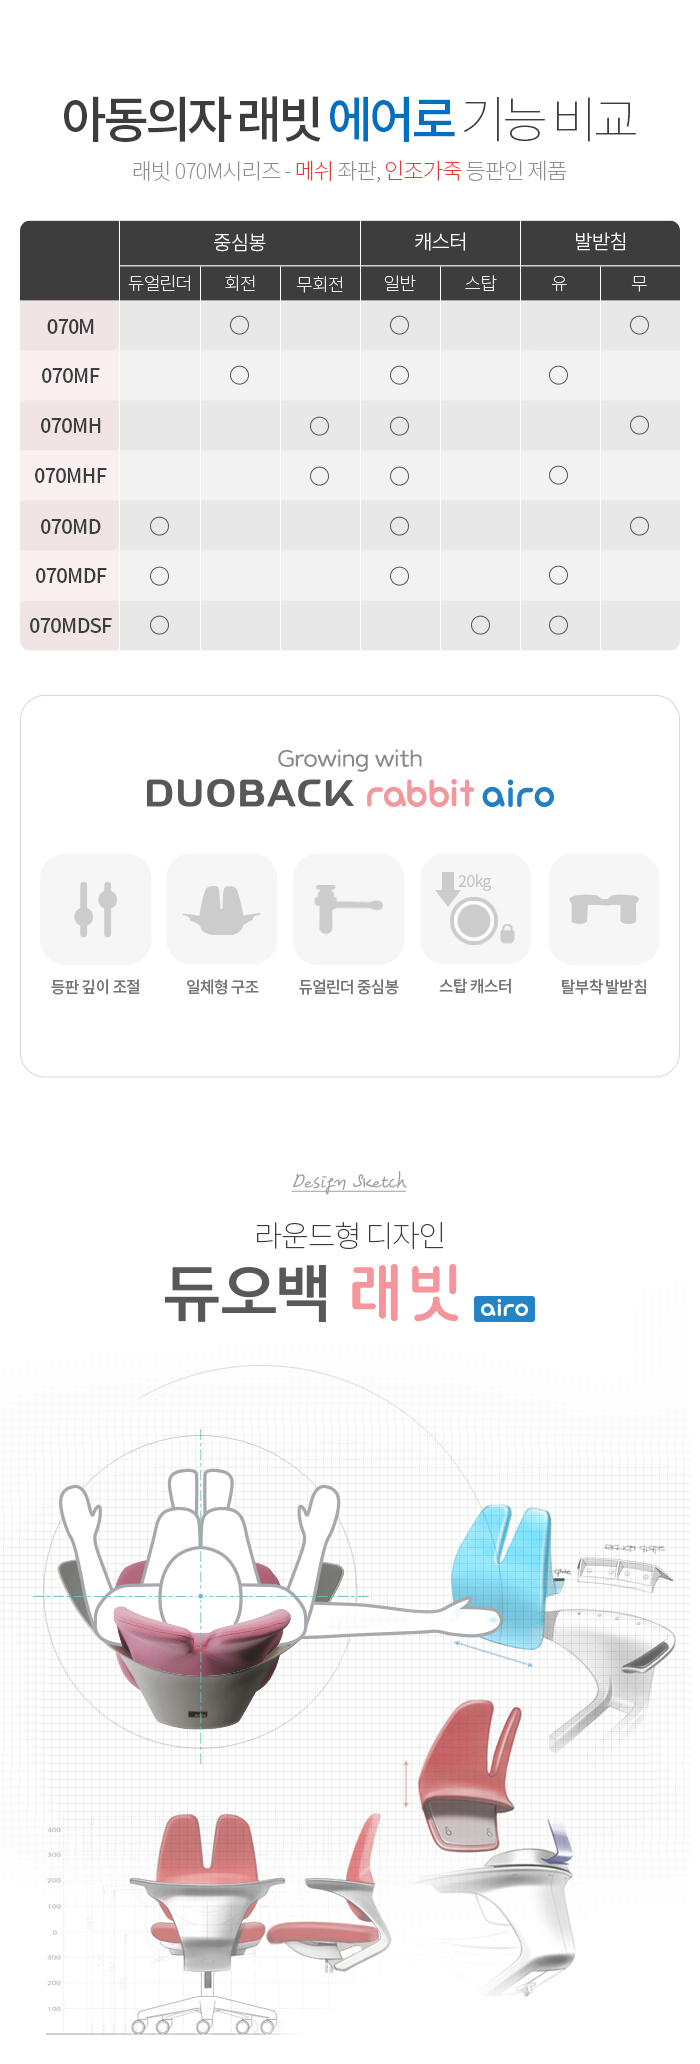 아동의자 래빗 에어로 기능 비교
래빗 070M시리즈 - 메쉬 좌판, 인조가죽 등판인 제품
중심봉 캐스터 발받침
듀얼린더 회전 무회전 일반 스탑 유 무
070M ○ ○ ○
070MF ○ ○ ○
070MH ○ ○ ○
070MHF ○ ○ ○
070MD ○ ○ ○
070MDF ○ ○ ○
070MDSF ○ ○ ○
Growing with
DUOBACK rabbit airo
20kg
등판 깊이 조절 일체형 구조 듀얼린더 중심봉 스탑 캐스터 탈부착 발받침
Design Sketch
라운드형 디자인
듀오백 래빗 airo
400
300
200
100
0
300
200
100